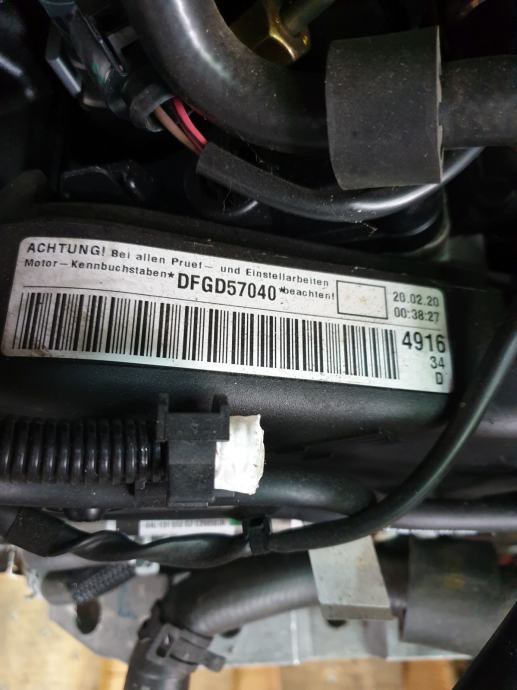 ACHTUNG! Bei allen Pruef- und Einstellarbeiten
Motor-Kennbuchstaben*DFGD57040*beachten!
20.02.20
00:38:27
4916
34
D